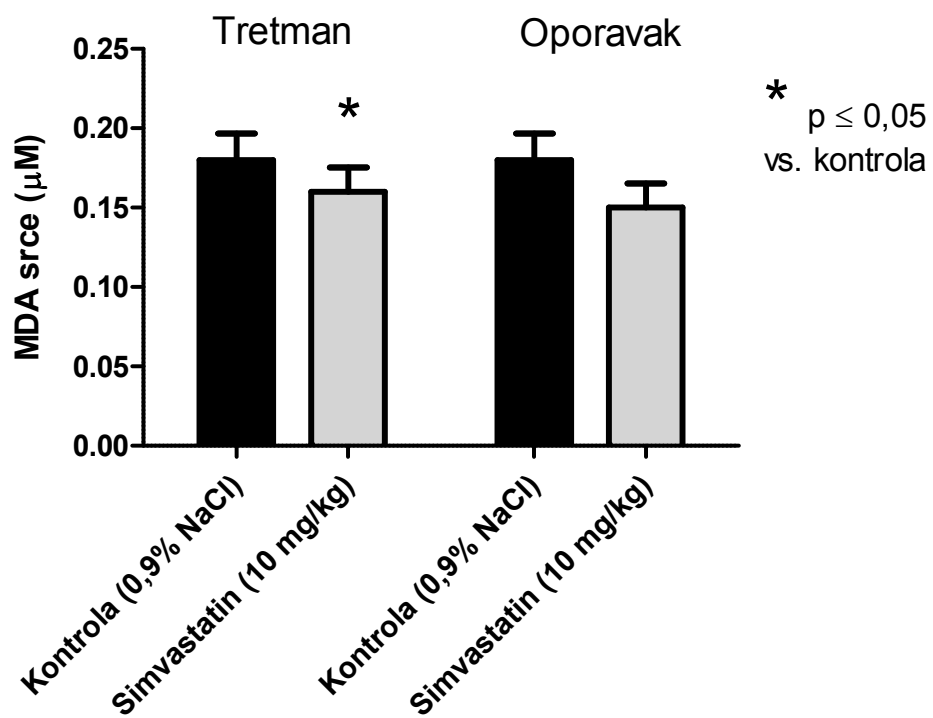 Tretman
Oporavak
*
p ≤ 0,05
vs. kontrola
*
MDA srce (μM)
0.25
0.20
0.15
0.10
0.05
0.00
Kontrola (0,9% NaCl)
Simvastatin (10 mg/kg)
Kontrola (0,9% NaCl)
Simvastatin (10 mg/kg)